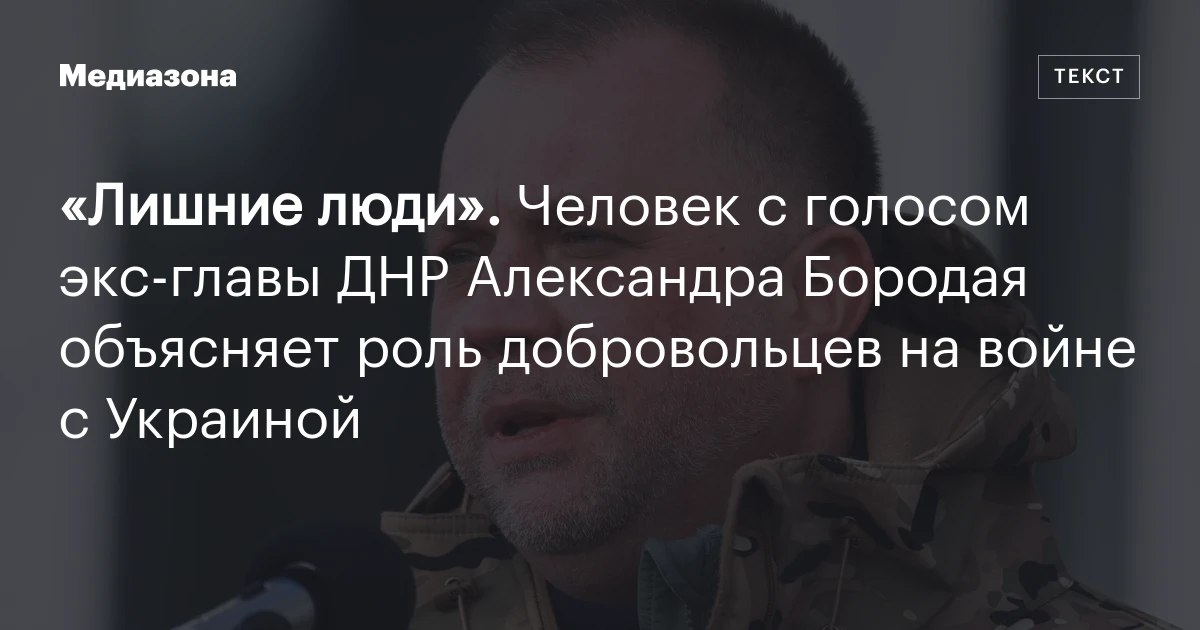 Медиазона
ТЕКСТ
«Лишние люди». Человек с голосом
экс-главы ДНР Александра Бородая
объясняет роль добровольцев на войне
с Украиной